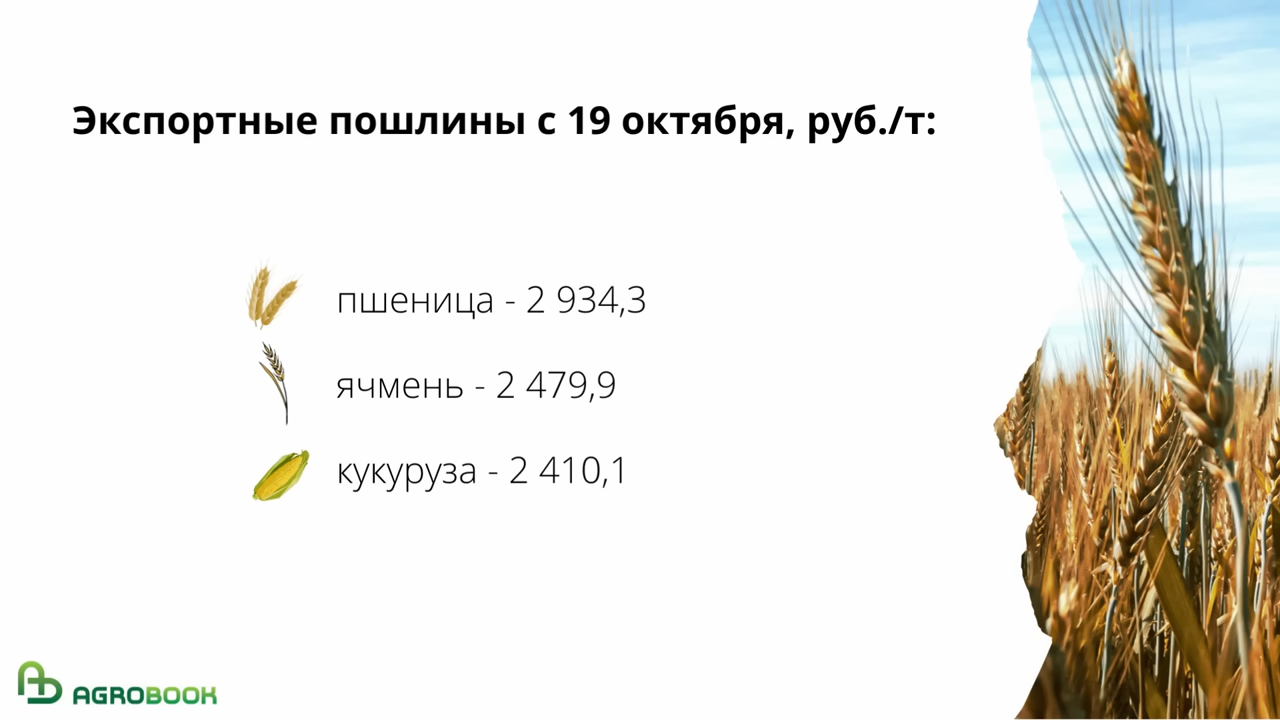 Экспортные пошлины с 19 октября, руб./т:
пшеница - 2 934,3
ячмень - 2 479,9
кукуруза - 2 410,1
AGROBOOK